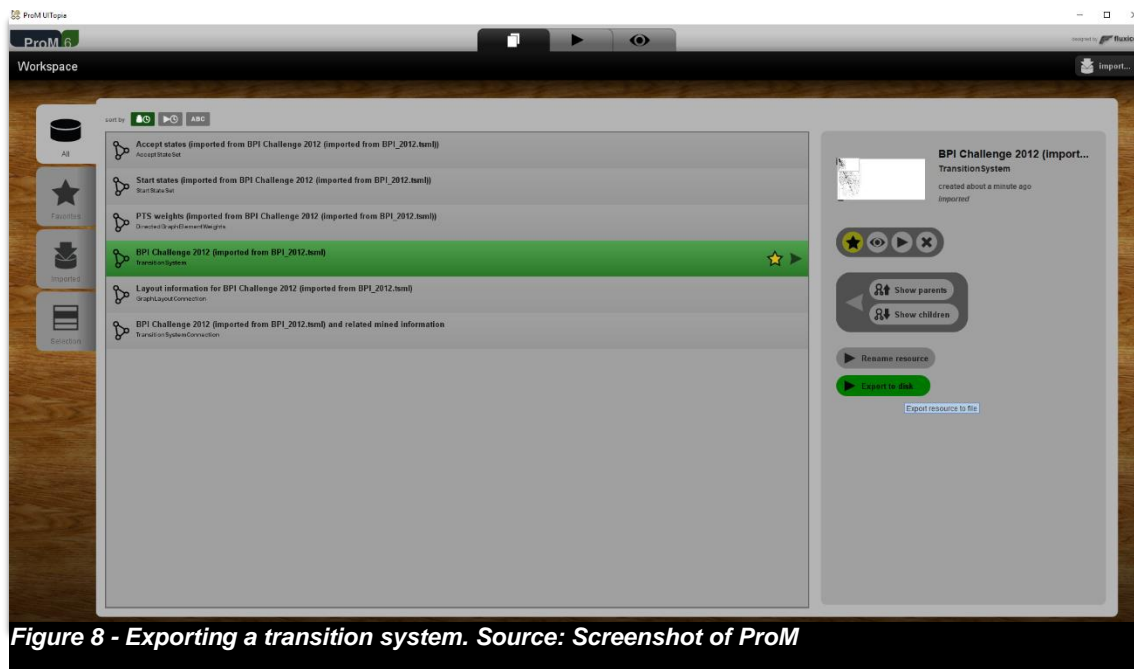 ProM UITopia
ProM 6
designed by fluxico
Workspace
import...
sort by
ABC
All
Favorites
Imported
Selection
Accept states (imported from BPI Challenge 2012 (imported from BPI_2012.tsml))
AcceptStateSet
Start states (imported from BPI Challenge 2012 (imported from BPI_2012.tsml))
StartStateSet
PTS weights (imported from BPI Challenge 2012 (imported from BPI_2012.tsml))
DirectedGraphElementWeights
BPI Challenge 2012 (imported from BPI_2012.tsml)
TransitionSystem
Layout information for BPI Challenge 2012 (imported from BPI_2012.tsml)
GraphLayoutConnection
BPI Challenge 2012 (imported from BPI_2012.tsml) and related mined information
TransitionSystemConnection
BPI Challenge 2012 (import...
TransitionSystem
created about a minute ago
Imported
Show parents
Show children
Rename resource
Export to disk
Export resource to file
Figure 8 - Exporting a transition system. Source: Screenshot of ProM